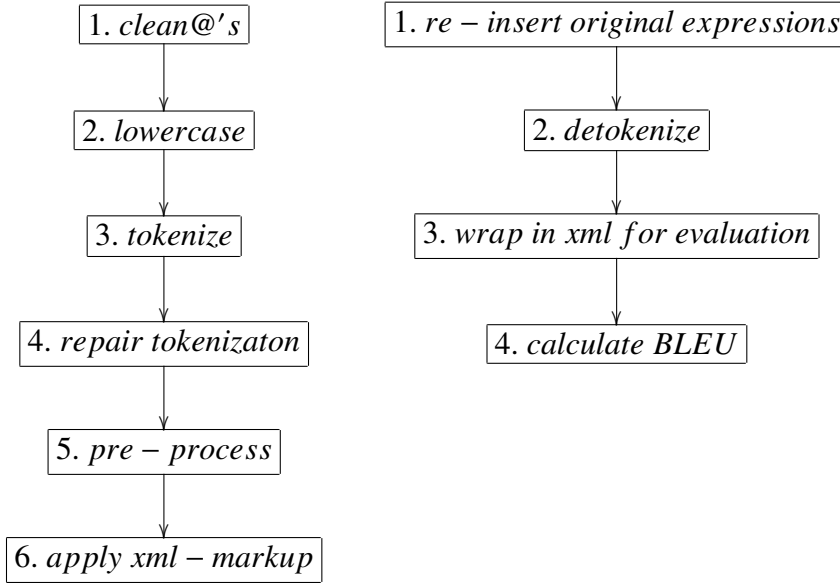 1. clean@'s
2. lowercase
3. tokenize
4. repair tokenizaton
5. pre − process
6. apply xml − markup
1. re − insert original expressions
2. detokenize
3. wrap in xml for evaluation
4. calculate BLEU